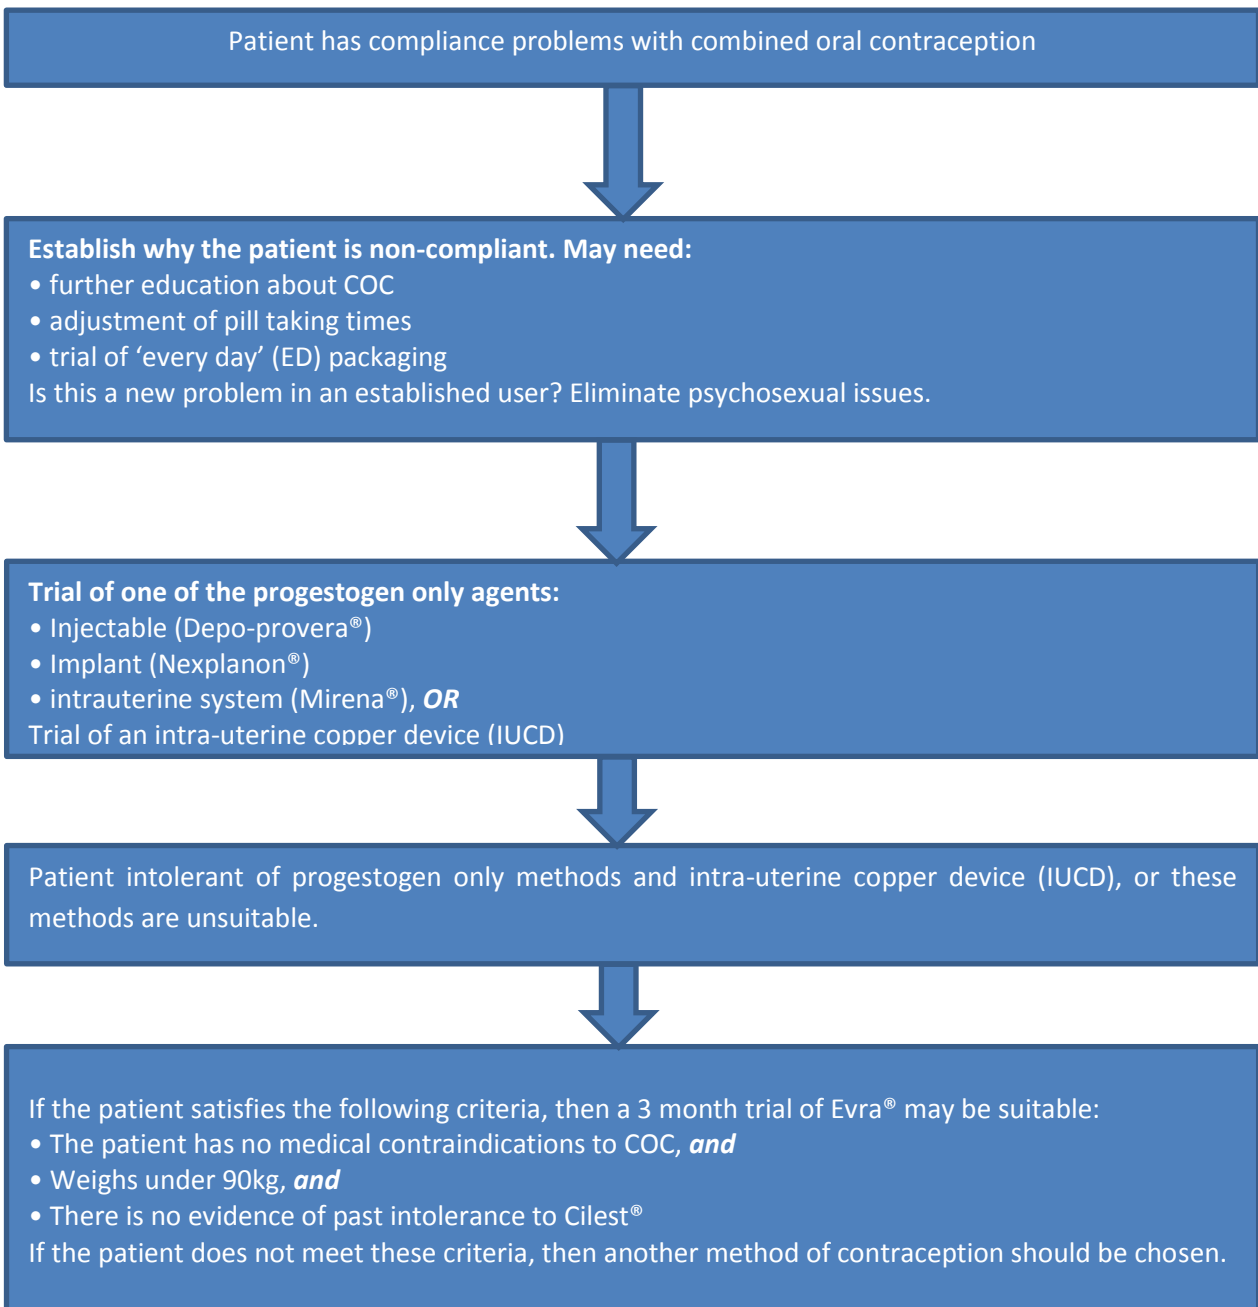 Patient has compliance problems with combined oral contraception
Establish why the patient is non-compliant. May need:
• further education about COC
• adjustment of pill taking times
• trial of ‘every day’ (ED) packaging
Is this a new problem in an established user? Eliminate psychosexual issues.
Trial of one of the progestogen only agents:
• Injectable (Depo-provera®)
• Implant (Nexplanon®)
• intrauterine system (Mirena®), OR
Trial of an intra-uterine copper device (IUCD)
Patient intolerant of progestogen only methods and intra-uterine copper device (IUCD), or these
methods are unsuitable.
If the patient satisfies the following criteria, then a 3 month trial of Evra® may be suitable:
• The patient has no medical contraindications to COC, and
• Weighs under 90kg, and
• There is no evidence of past intolerance to Cilest®
If the patient does not meet these criteria, then another method of contraception should be chosen.